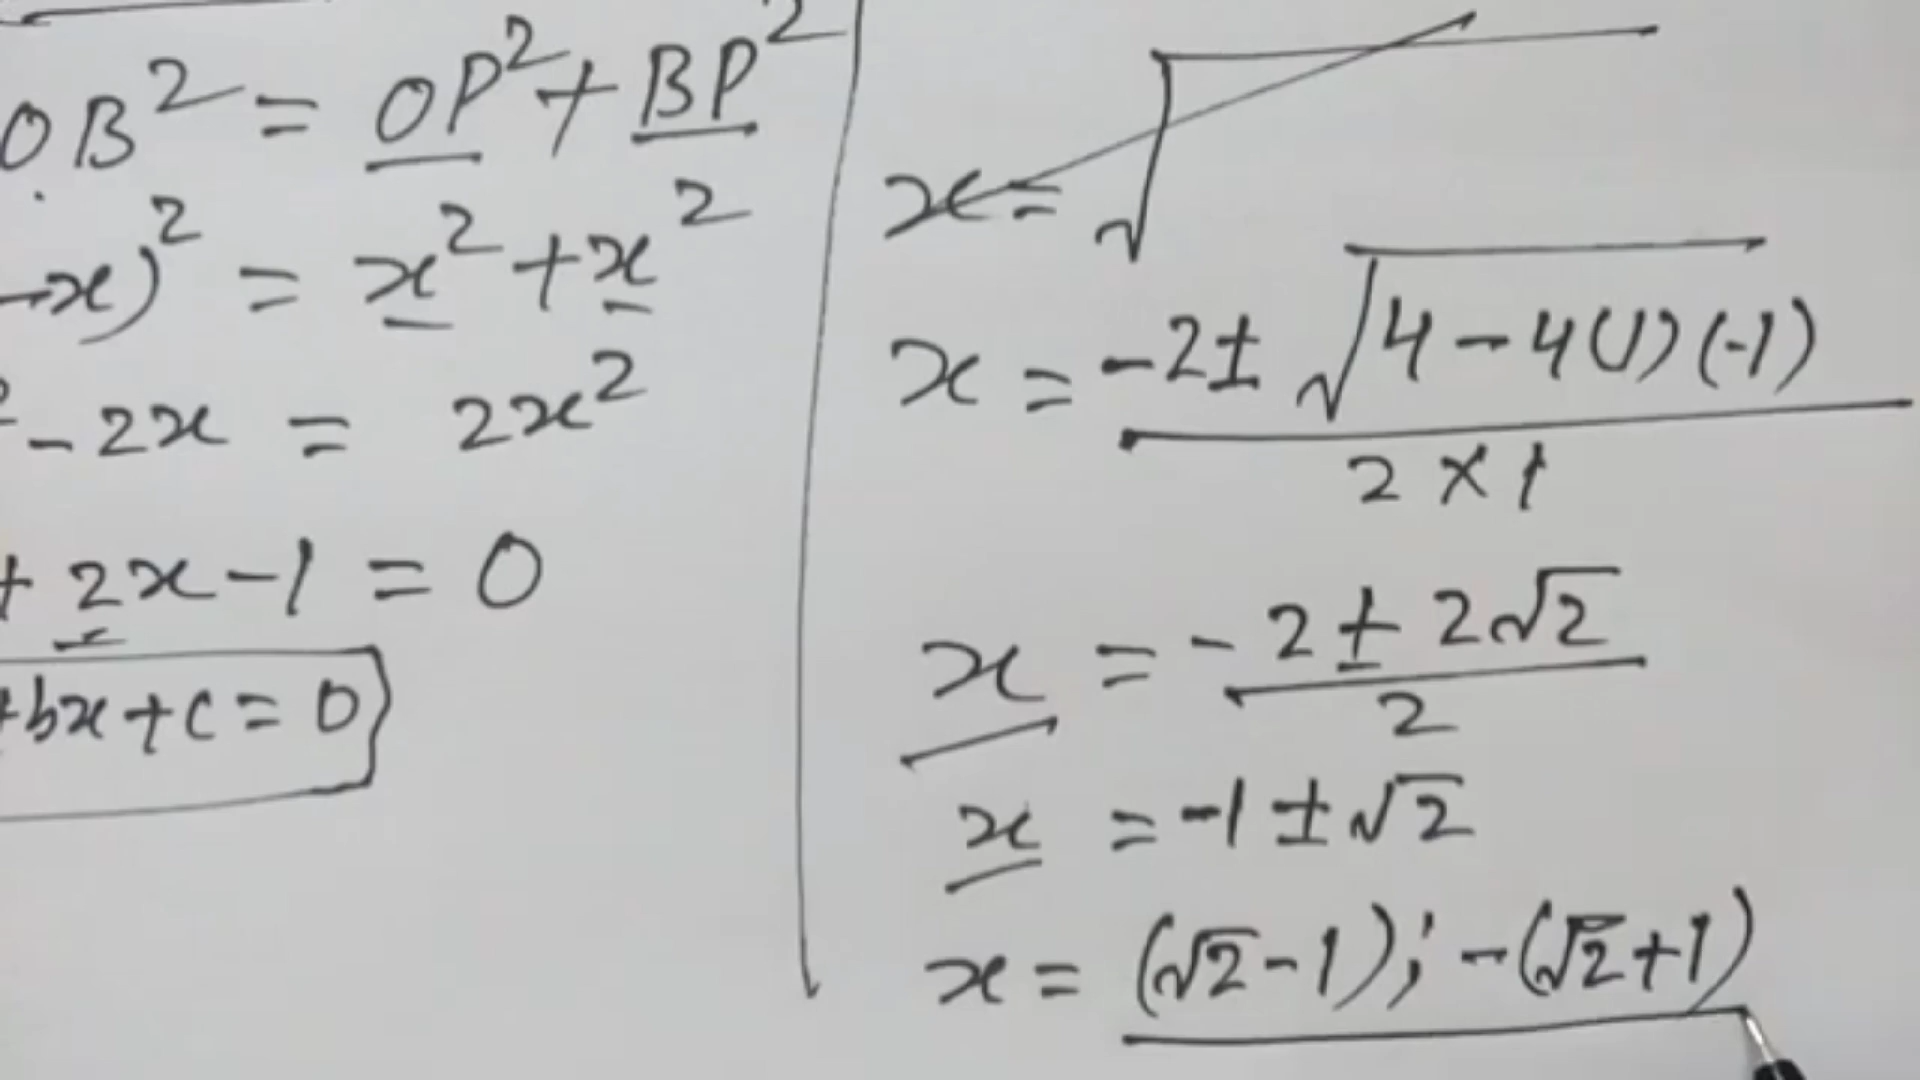 OB² = OP² + BP²
-x)² = x² + x²
² - 2x = 2x²
+ 2x - 1 = 0
+bx + c = 0
x = √
x = -2 ± √4 - 4(1)(-1)
2 × 1
x = -2 ± 2√2
2
x = -1 ± √2
x = (√2 - 1); -(√2 + 1)